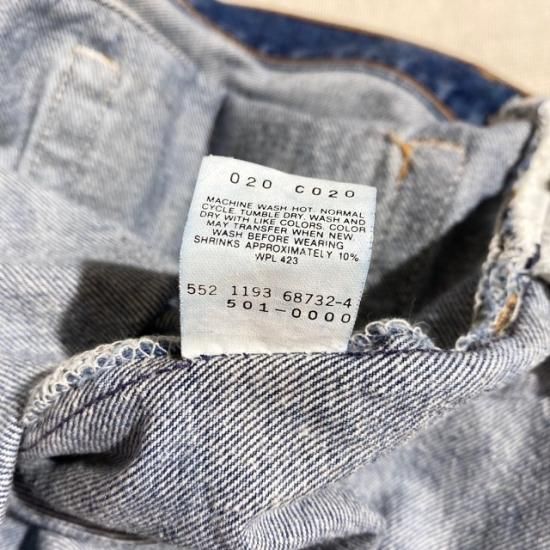 020 C020
MACHINE WASH HOT. NORMAL
CYCLE. TUMBLE DRY. WASH AND
DRY WITH LIKE COLORS. COLOR
MAY TRANSFER WHEN NEW.
WASH BEFORE WEARING
SHRINKS APPROXIMATELY 10%
WPL 423
552 1193 68732-4
501-0000